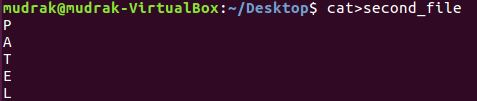 mudrak@mudrak-VirtualBox:~/Desktop$ cat>second_file
P
A
T
E
L